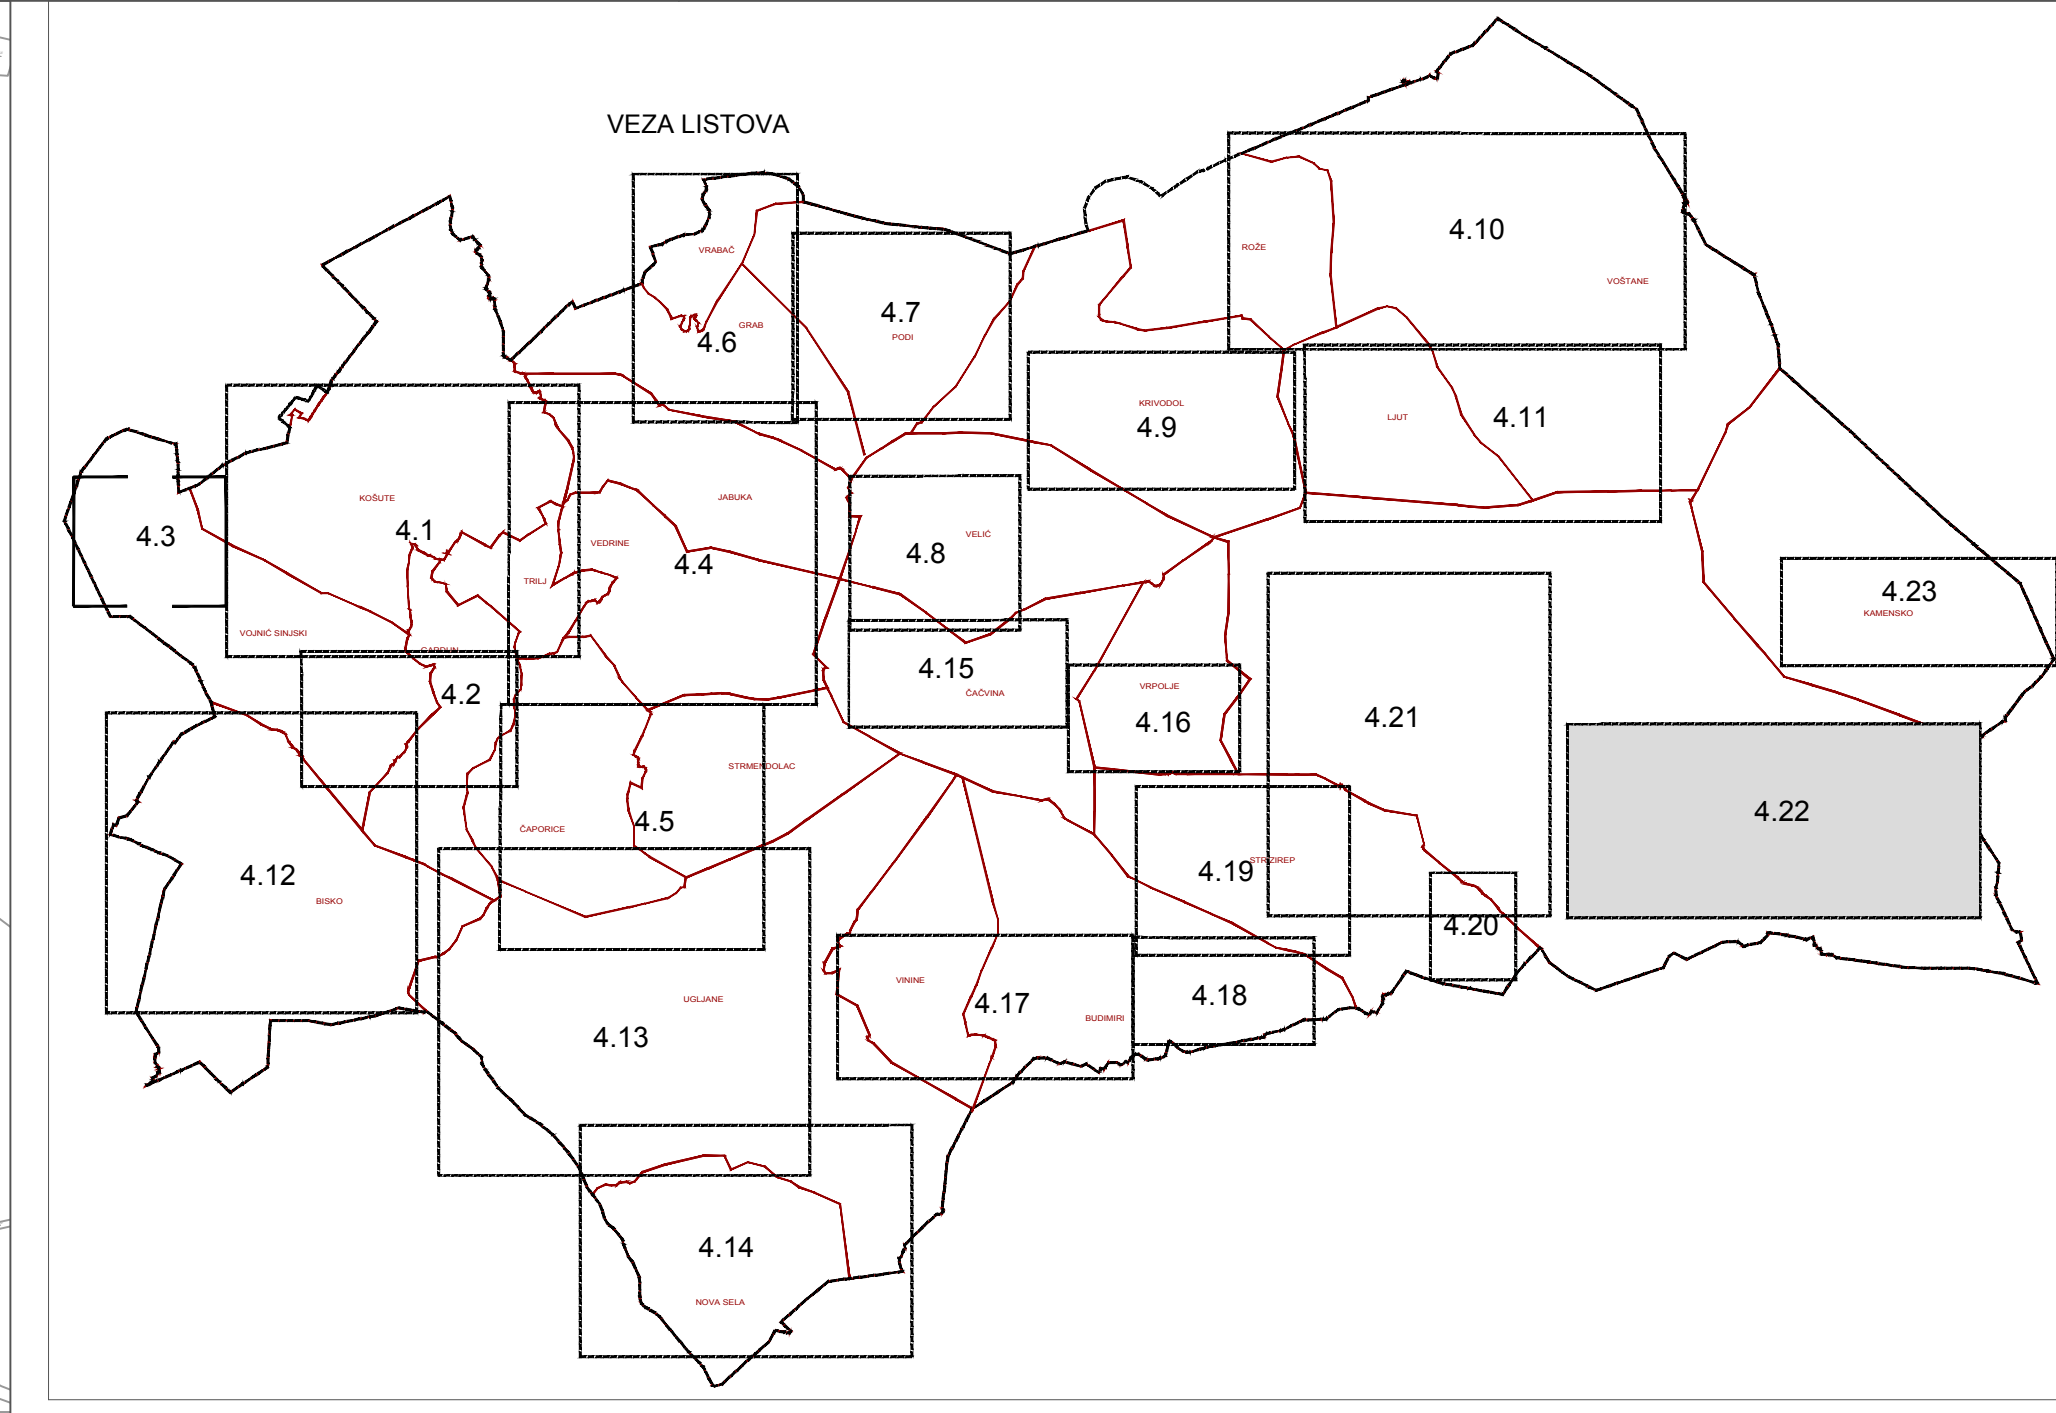 VEZA LISTOVA
4.10
ROŽE
VRABAČ
VOŠTANE
4.7
GRAB
PODI
4.6
KRIVODOL
4.9
LJUT
4.11
KOŠUTE
JABUKA
4.1
4.3
VEDRINE
VELIĆ
4.8
4.4
TRILJ
4.23
KAMENSKO
VOJNIĆ SINJSKI
GARDUN
4.15
4.2
ČAČVINA
VRPOLJE
4.16
4.21
STRMENDOLAC
4.22
4.5
ČAPORICE
STRIZIREP
4.19
4.12
BISKO
4.20
VININE
4.18
UGLJANE
4.17
BUDIMIRI
4.13
4.14
NOVA SELA